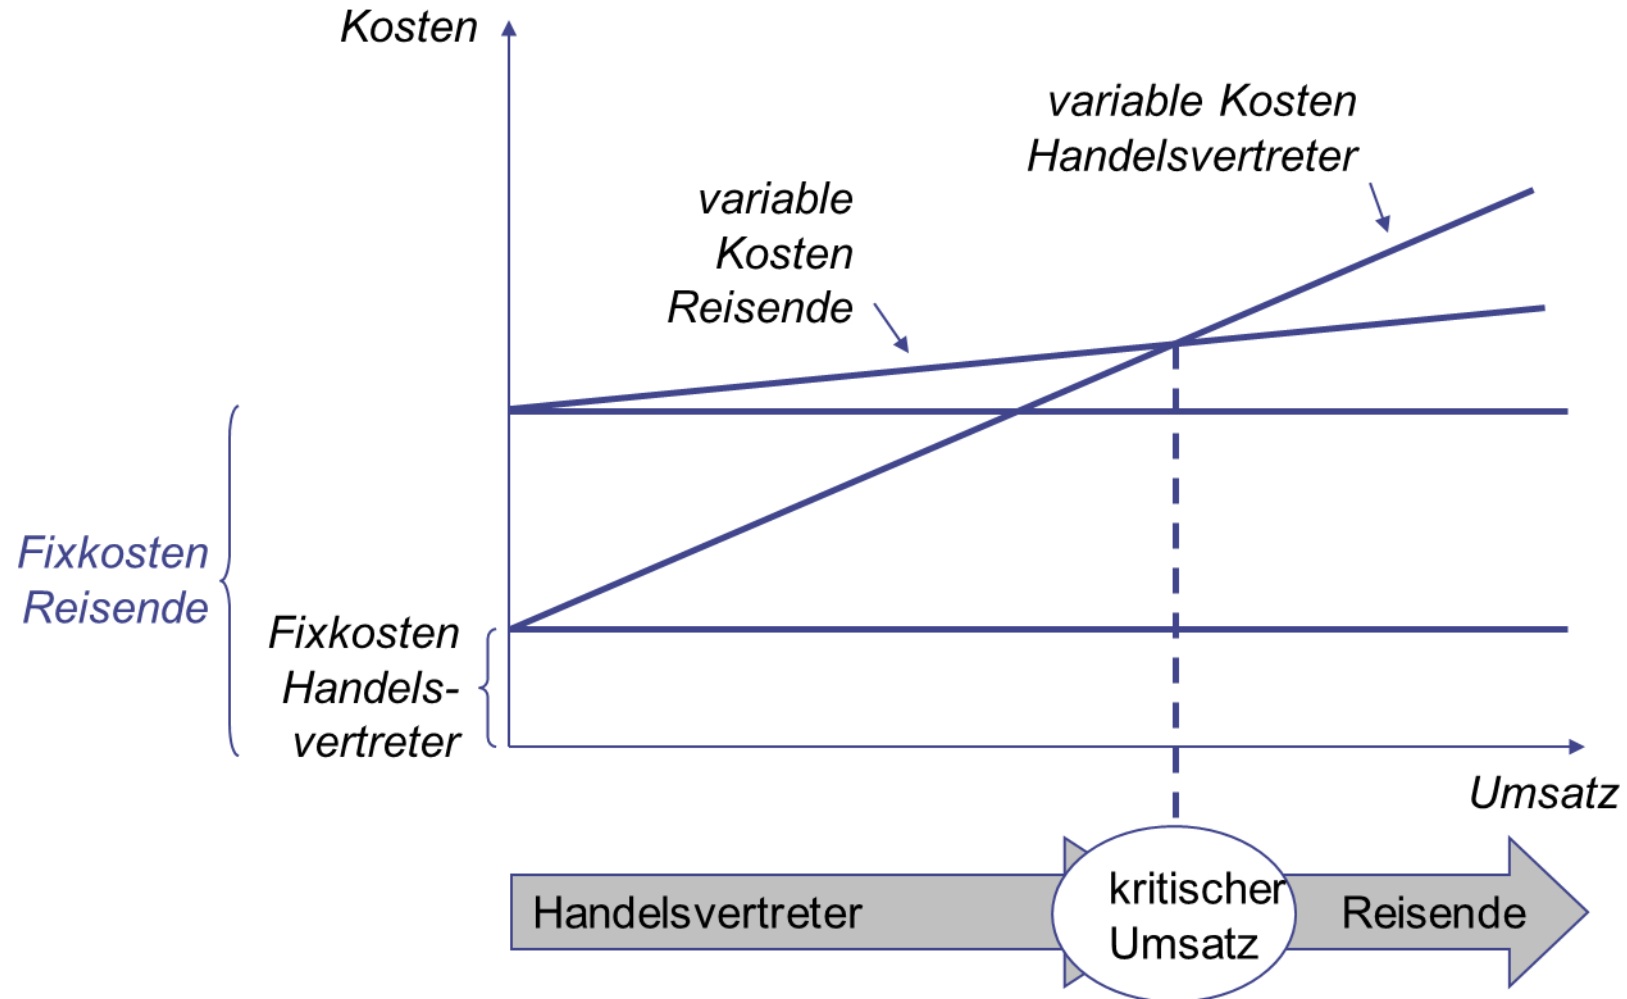 Kosten
variable Kosten
Handelsvertreter
variable
Kosten
Reisende
Fixkosten
Reisende
Fixkosten
Handels-
vertreter
Umsatz
Handelsvertreter
kritischer
Umsatz
Reisende